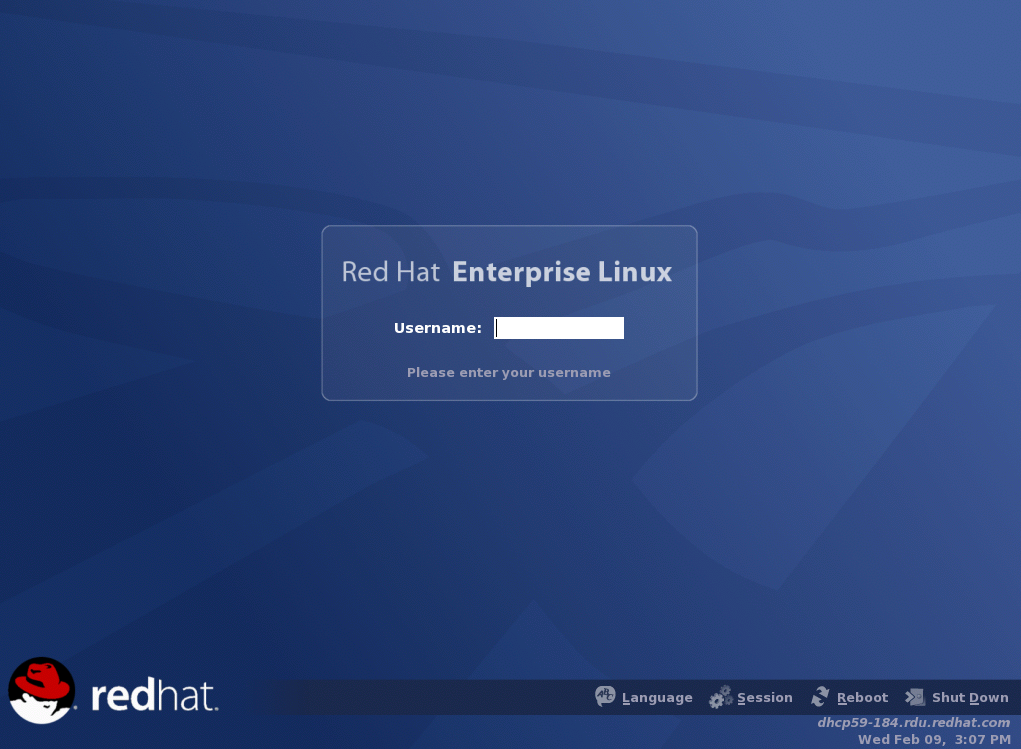 Red Hat Enterprise Linux
Username:
Please enter your username
redhat.
Language Session Reboot Shut Down
dhcp59-184.rdu.redhat.com
Wed Feb 09, 3:07 PM